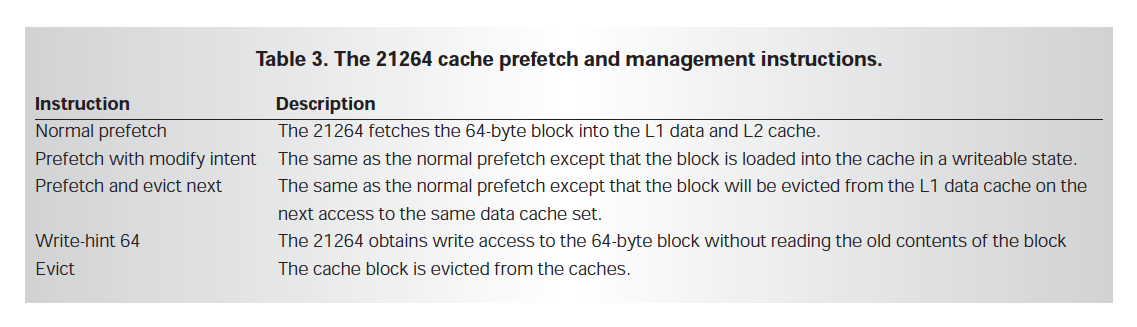 Table 3. The 21264 cache prefetch and management instructions.
Instruction Description
Normal prefetch The 21264 fetches the 64-byte block into the L1 data and L2 cache.
Prefetch with modify intent The same as the normal prefetch except that the block is loaded into the cache in a writeable state.
Prefetch and evict next The same as the normal prefetch except that the block will be evicted from the L1 data cache on the
next access to the same data cache set.
Write-hint 64 The 21264 obtains write access to the 64-byte block without reading the old contents of the block
Evict The cache block is evicted from the caches.